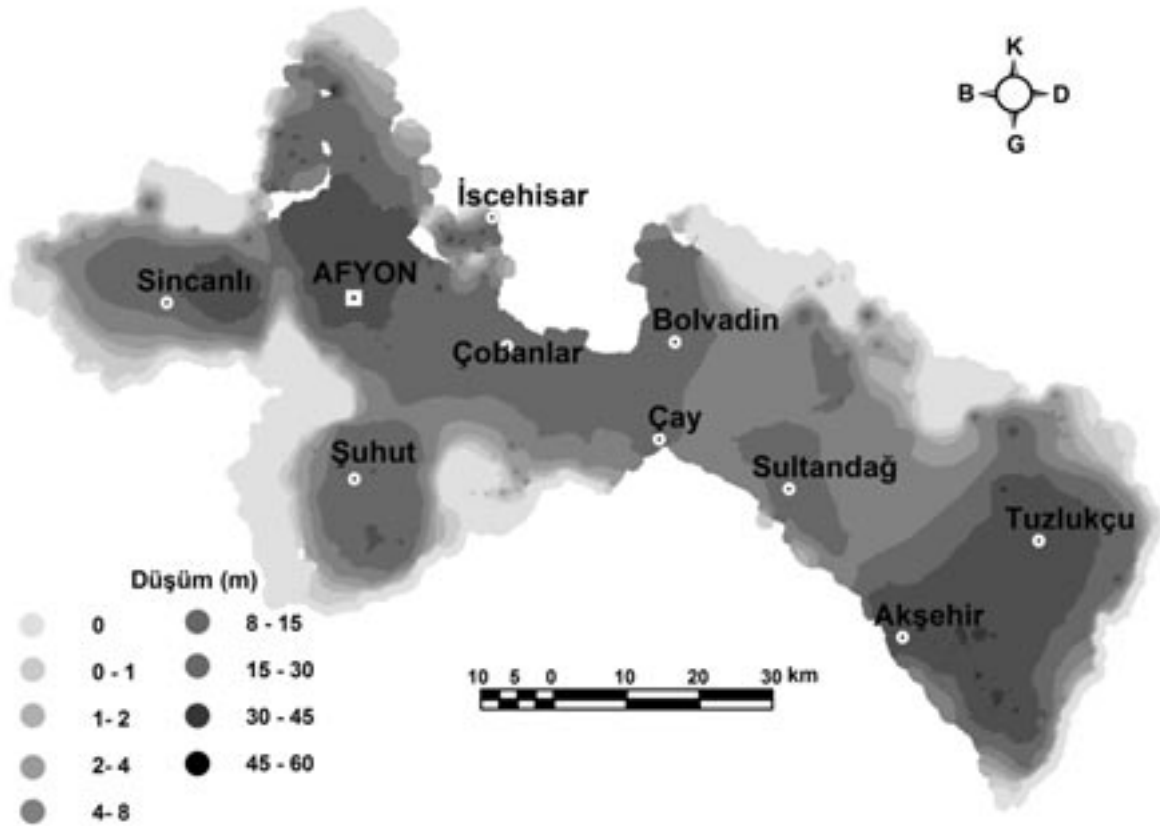 K
B D
G
İscehisar
Sincanlı
AFYON
Bolvadin
Çobanlar
Çay
Şuhut
Sultandağ
Tuzlukçu
Akşehir
Düşüm (m)
0
0 - 1
1 - 2
2- 4
4- 8
8 - 15
15 - 30
30 - 45
45 - 60
10 5 0 10 20 30 km